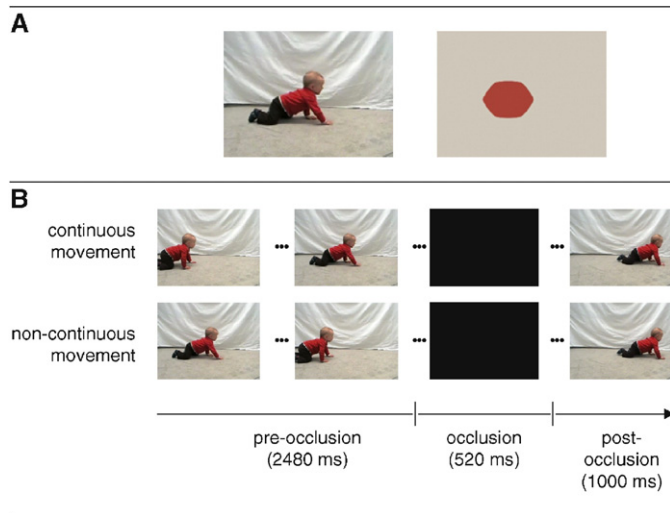 A
B
continuous
movement
•••
•••
•••
non-continuous
movement
•••
•••
•••
pre-occlusion
(2480 ms)
occlusion
(520 ms)
post-
occlusion
(1000 ms)